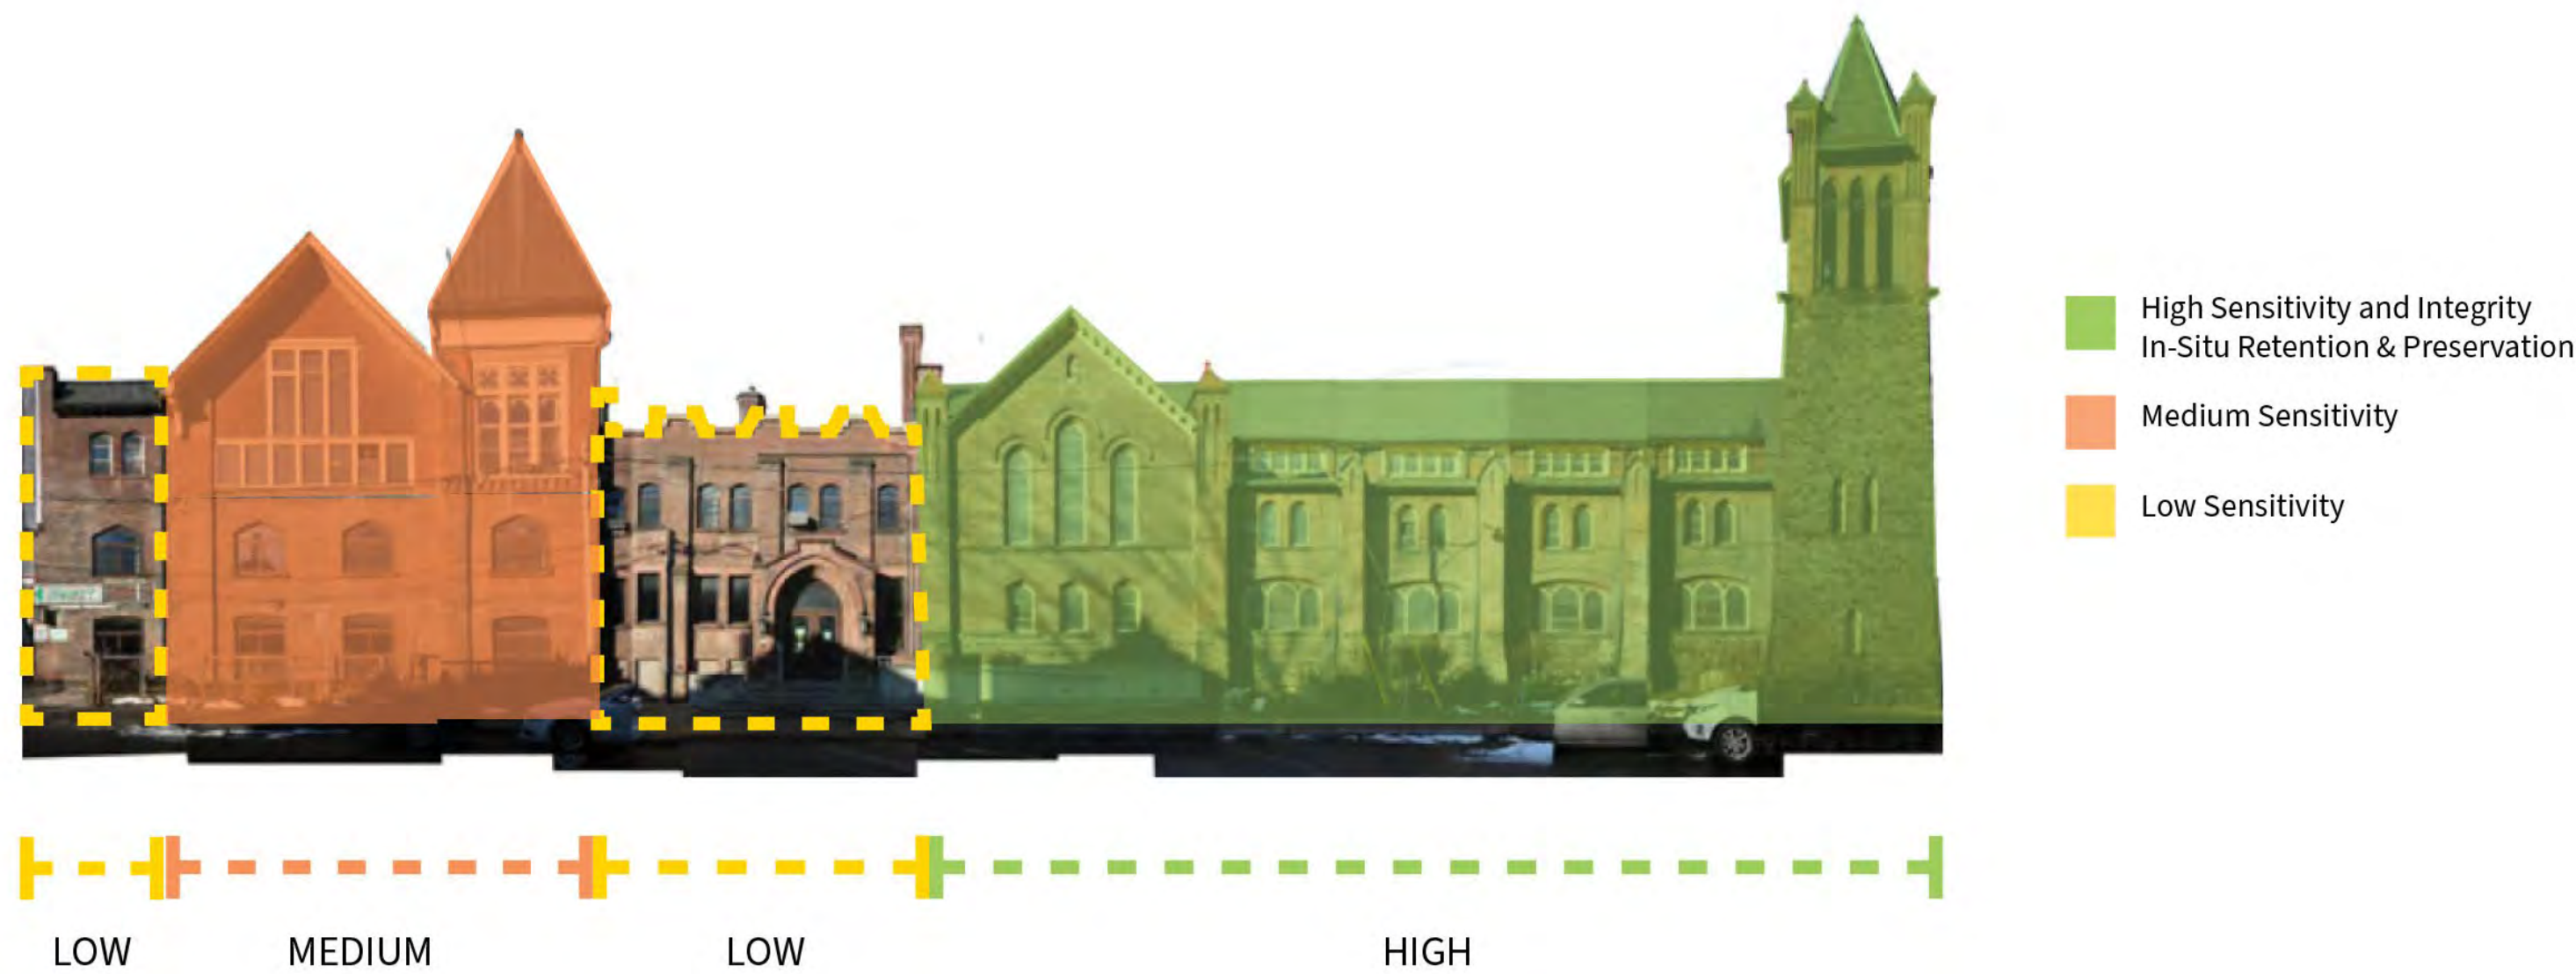 High Sensitivity and Integrity
In-Situ Retention & Preservation
Medium Sensitivity
Low Sensitivity
LOW
MEDIUM
LOW
HIGH